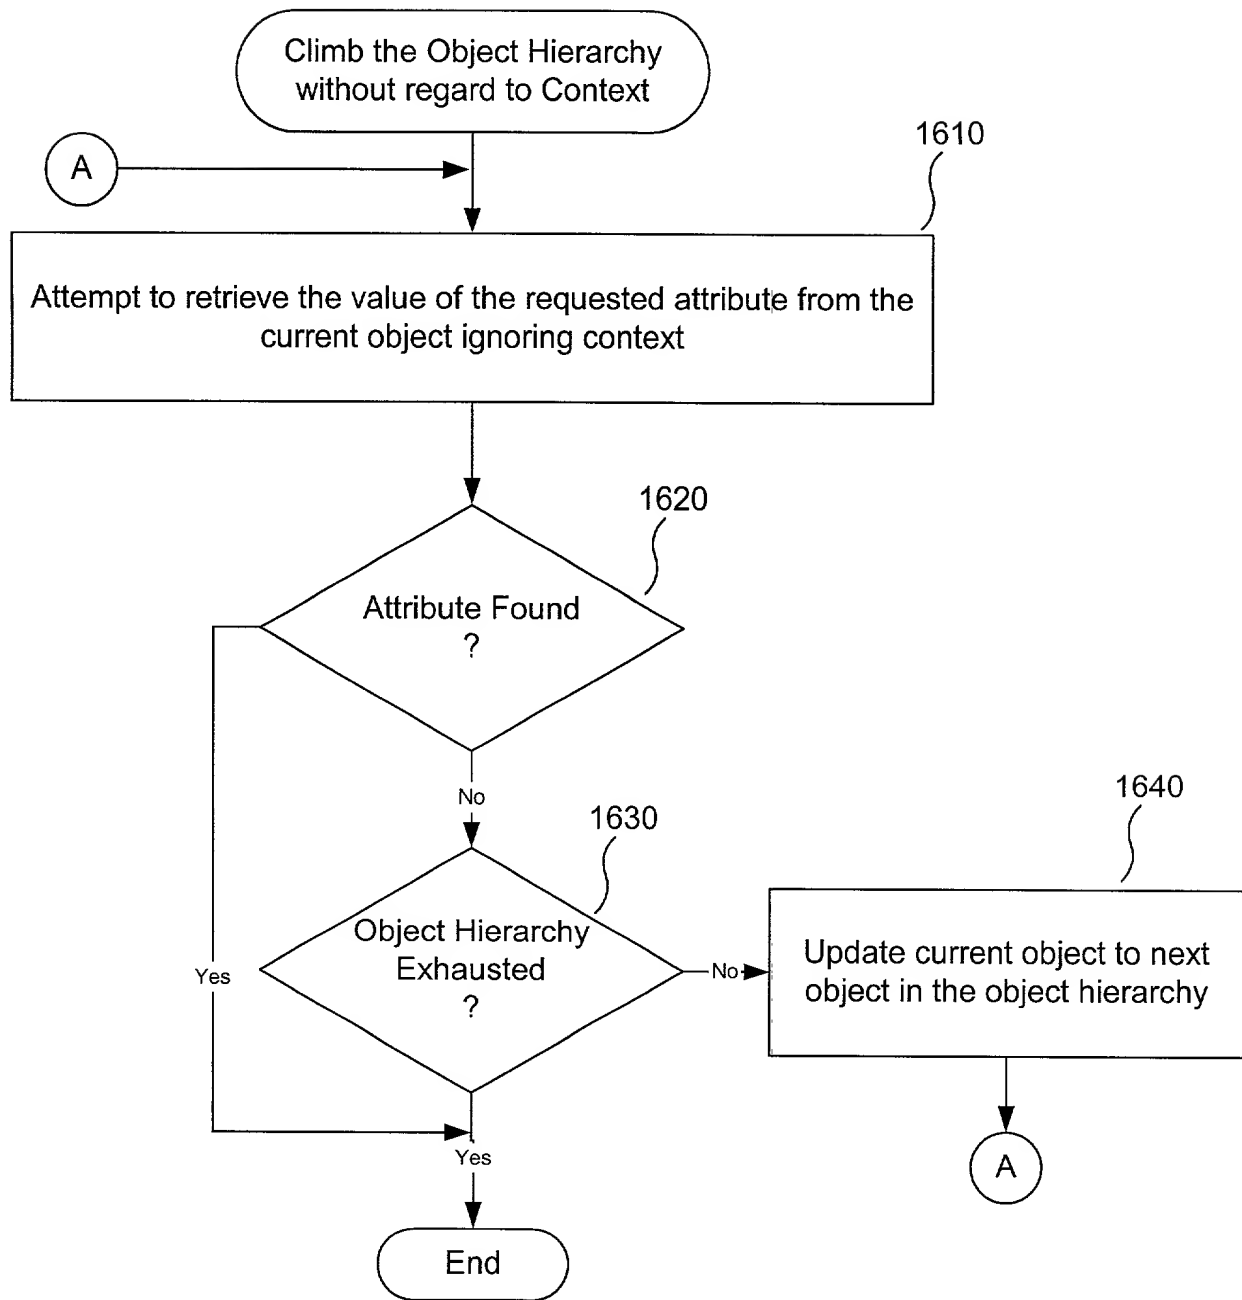 Climb the Object Hierarchy
without regard to Context
A
1610
Attempt to retrieve the value of the requested attribute from the
current object ignoring context
1620
Attribute Found
?
No
1630
1640
Object Hierarchy
Exhausted
?
Yes
No
Update current object to next
object in the object hierarchy
Yes
A
End